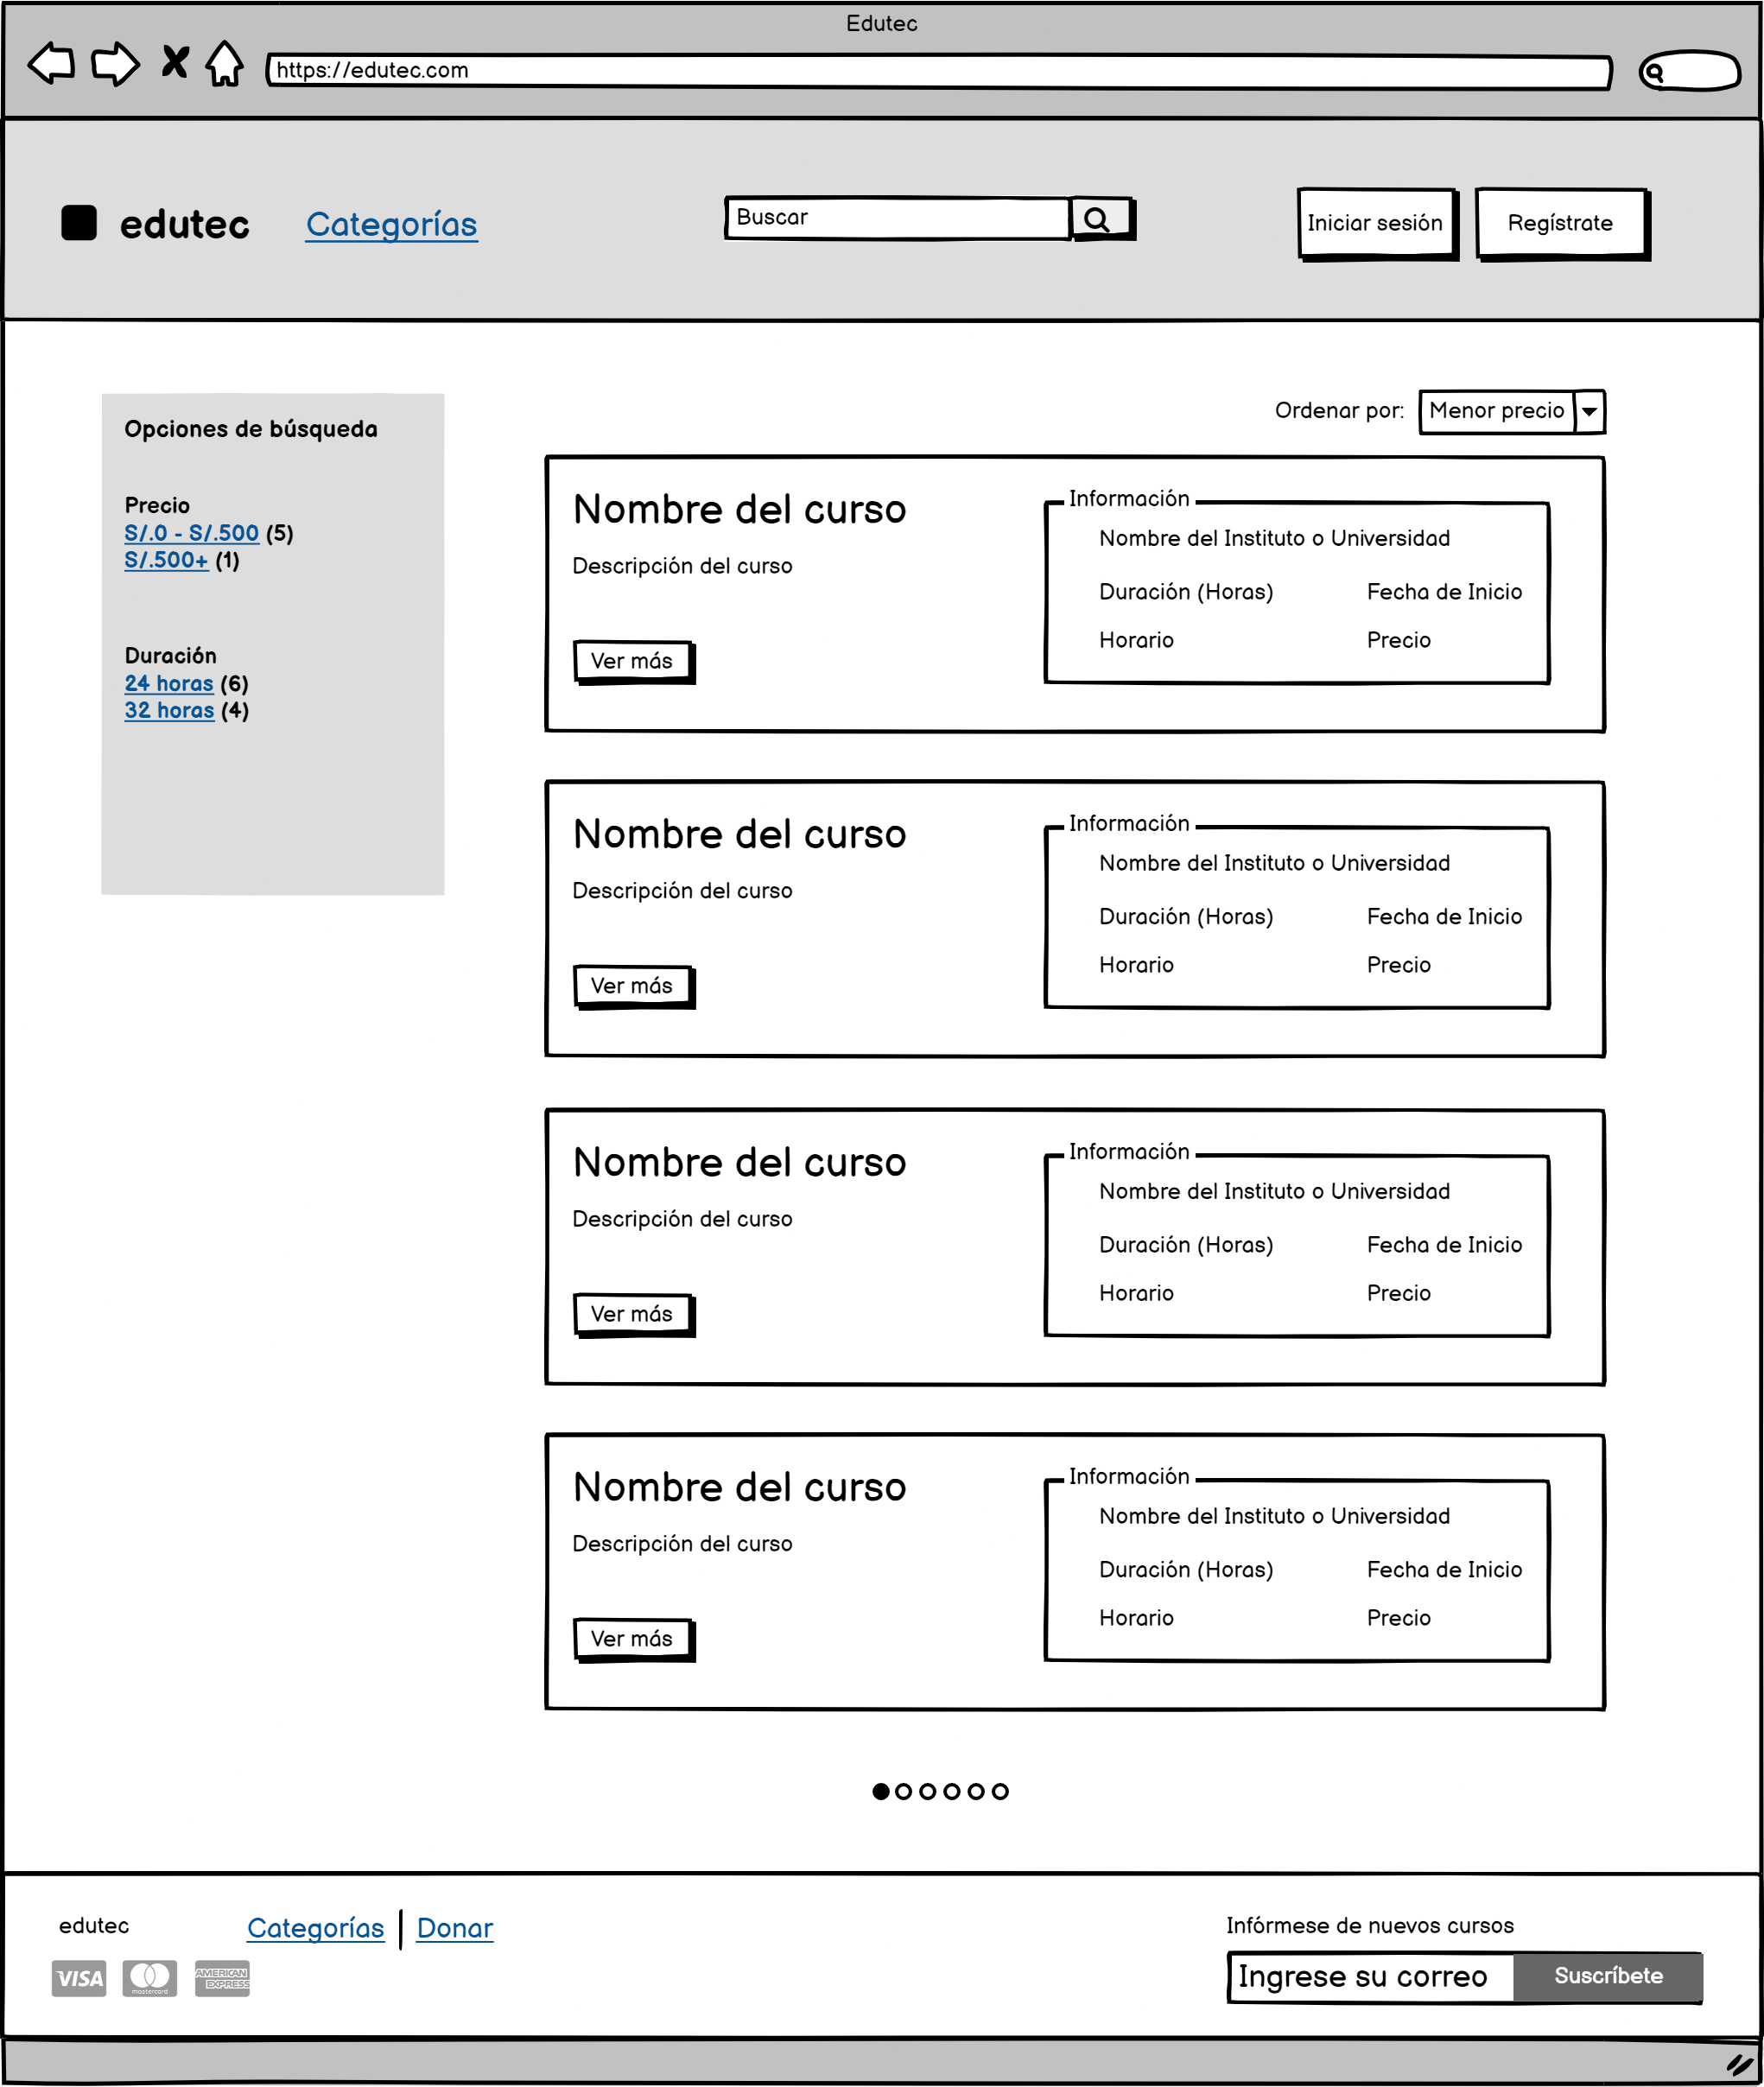 Edutec
https://edutec.com
edutec Categorías Buscar Iniciar sesión Regístrate
Opciones de búsqueda
Precio
S/.0 - S/.500 (5)
S/.500+ (1)
Duración
24 horas (6)
32 horas (4)
Ordenar por: Menor precio
Nombre del curso
Descripción del curso
Ver más
Información
Nombre del Instituto o Universidad
Duración (Horas) Fecha de Inicio
Horario Precio
Nombre del curso
Descripción del curso
Ver más
Información
Nombre del Instituto o Universidad
Duración (Horas) Fecha de Inicio
Horario Precio
Nombre del curso
Descripción del curso
Ver más
Información
Nombre del Instituto o Universidad
Duración (Horas) Fecha de Inicio
Horario Precio
Nombre del curso
Descripción del curso
Ver más
Información
Nombre del Instituto o Universidad
Duración (Horas) Fecha de Inicio
Horario Precio
edutec Categorías Donar
VISA mastercard AMERICAN EXPRESS
Infórmese de nuevos cursos
Ingrese su correo Suscríbete